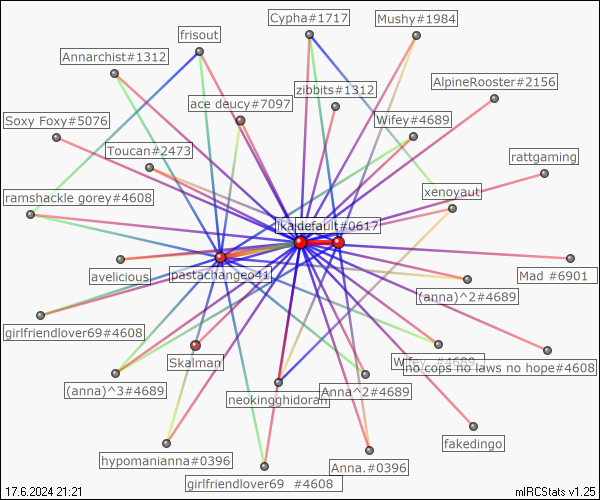 Cypha#1717
Mushy#1984
frisout
Annarchist#1312
AlpineRooster#2156
zibbits#1312
ace deucy#7097
Soxy Foxy#5076
Wifey#4689
Toucan#2473
rattgaming
ramshackle gorey#4608
xenoyaut
default#0617
avelicious
pastachangeo41
Mad #6901
(anna)^2#4689
girlfriendlover69#4608
Skalman
Wifey_ #4689
no cops no laws no hope#4608
(anna)^3#4689
neokingghidorah
Anna^2#4689
fakedingo
hypomanianna#0396
Anna.#0396
girlfriendlover69_#4608
17.6.2024 21:21
mIRCStats v1.25